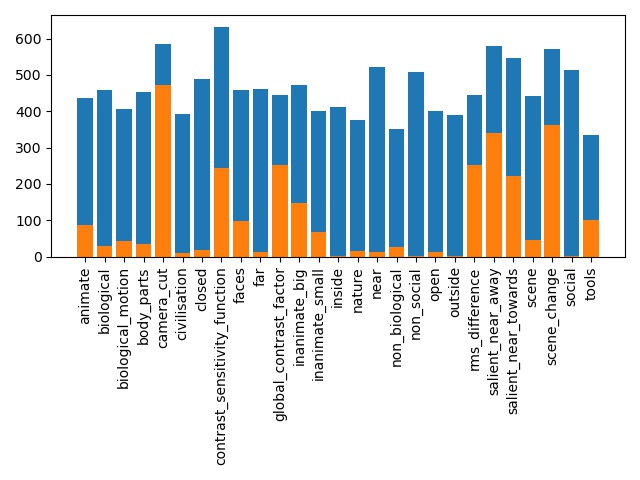 600
500
400
300
200
100
0
animate
biological
biological_motion
body_parts
camera_cut
civilisation
closed
contrast_sensitivity_function
faces
far
global_contrast_factor
inanimate_big
inanimate_small
inside
nature
near
non_biological
non_social
open
outside
rms_difference
salient_near_away
salient_near_towards
scene
scene_change
social
tools